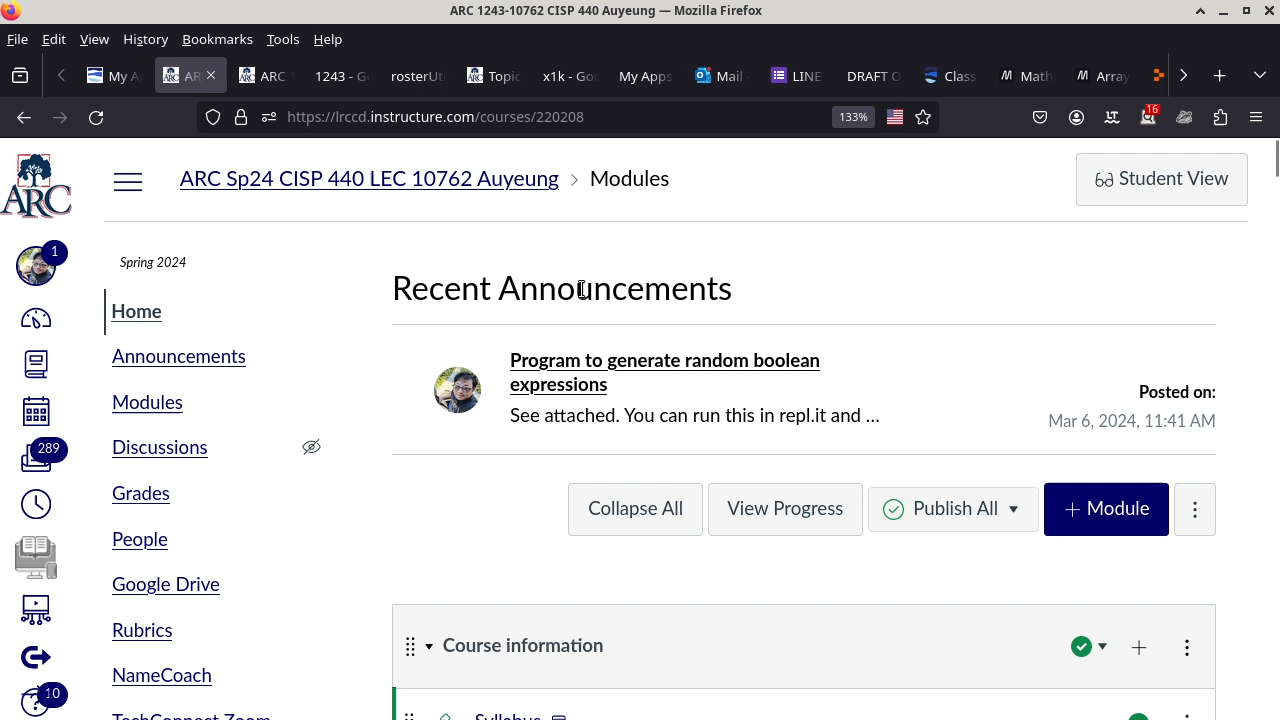 ARC 1243-10762 CISP 440 Auyeung — Mozilla Firefox
File Edit View History Bookmarks Tools Help
My A AR ARC 1243 - G rosterUt Topic x1k - Go My Apps Mail LINE DRAFT O Class Math Array
https://lrccd.instructure.com/courses/220208 133% 16
ARC
ARC Sp24 CISP 440 LEC 10762 Auyeung > Modules
Student View
1
Spring 2024
Home
Announcements
Modules
Discussions
289
Grades
People
Google Drive
Rubrics
NameCoach
10
TechConnect Zoom
Recent Announcements
Program to generate random boolean
expressions
See attached. You can run this in repl.it and ...
Posted on:
Mar 6, 2024, 11:41 AM
Collapse All View Progress Publish All + Module
Course information
Syllabus